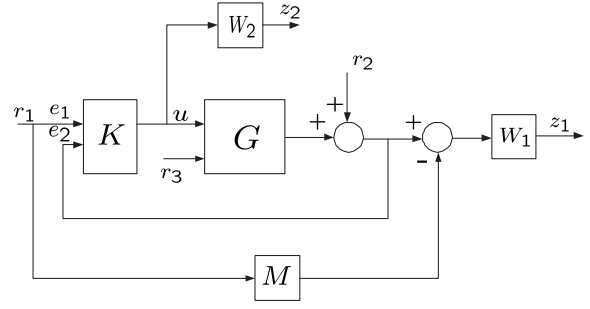 W₂
z₂
r₂
r₁
e₁
e₂
K
u
G
r₃
+
+
+
-
W₁
z₁
M